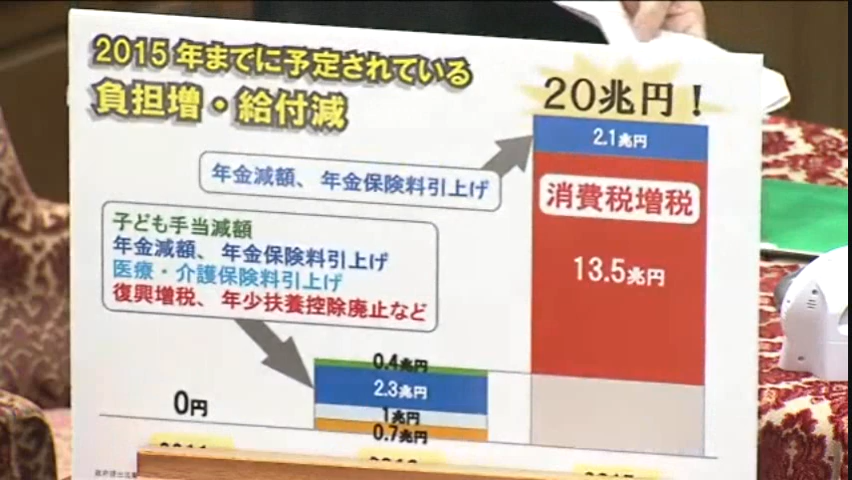 2015年までに予定されている
負担増・給付減
20兆円！
2.1兆円
年金減額、年金保険料引上げ
消費税増税
13.5兆円
子ども手当減額
年金減額、年金保険料引上げ
医療・介護保険料引上げ
復興増税、年少扶養控除廃止など
0.4兆円
2.3兆円
1兆円
0.7兆円
0円